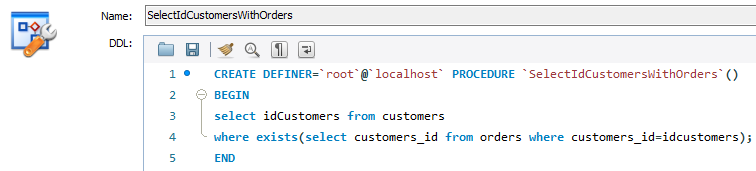 Name: SelectIdCustomersWithOrders
DDL:
1 CREATE DEFINER=`root`@`localhost` PROCEDURE `SelectIdCustomersWithOrders`()
2 BEGIN
3 select idCustomers from customers
4 where exists(select customers_id from orders where customers_id=idcustomers);
5 END